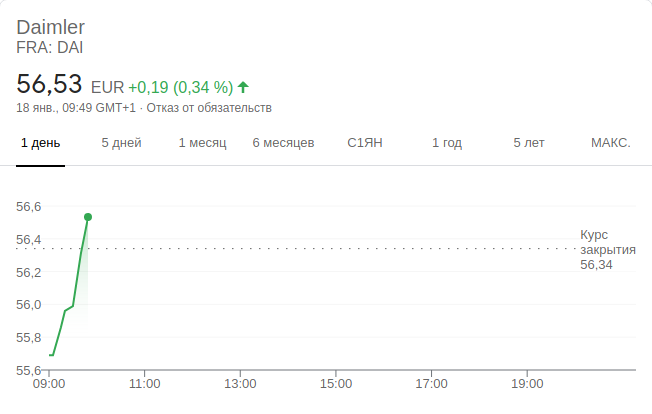 Daimler
FRA: DAI
56,53 EUR +0,19 (0,34 %)
18 янв., 09:49 GMT+1 · Отказ от обязательств
1 день 5 дней 1 месяц 6 месяцев С1ЯН 1 год 5 лет МАКС.
56,6
56,4
56,2
56,0
55,8
55,6
Курс
закрытия
56,34
09:00 11:00 13:00 15:00 17:00 19:00